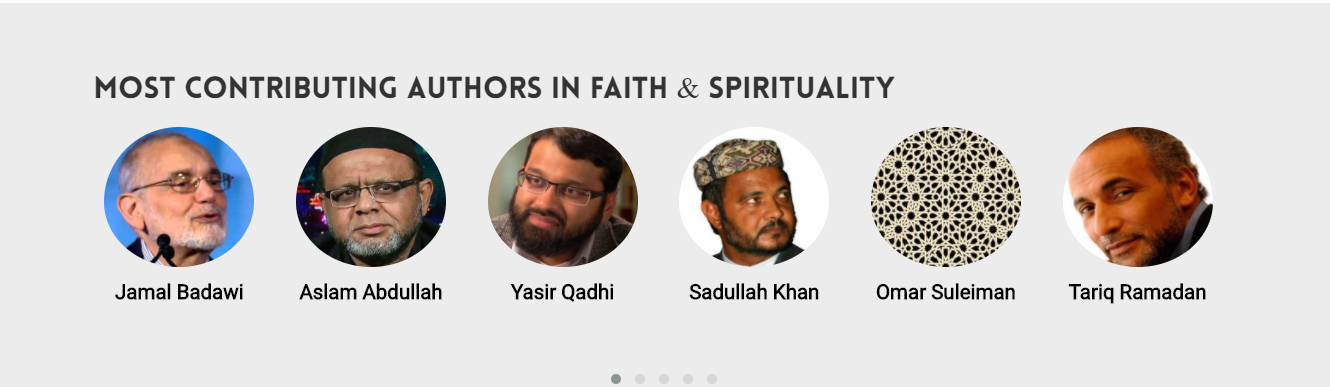 MOST CONTRIBUTING AUTHORS IN FAITH & SPIRITUALITY
Jamal Badawi
Aslam Abdullah
Yasir Qadhi
Sadullah Khan
Omar Suleiman
Tariq Ramadan